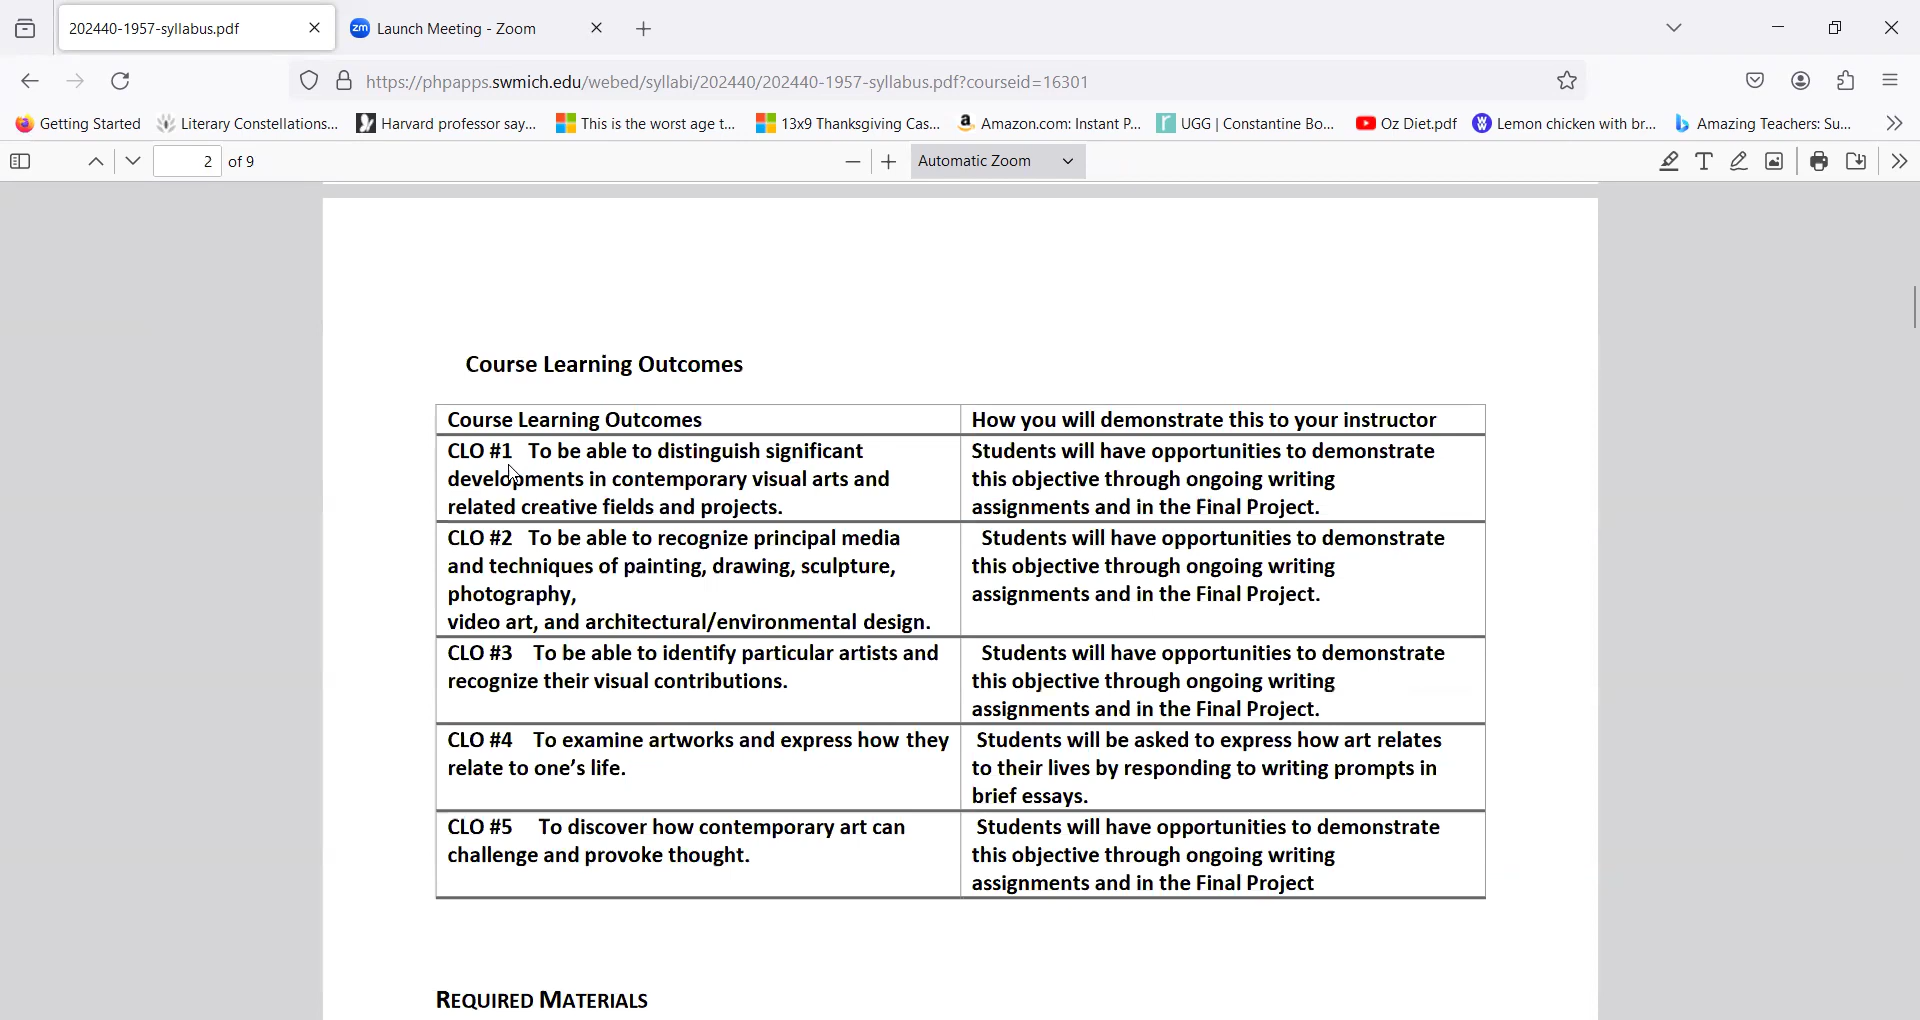 202440-1957-syllabus.pdf
zm Launch Meeting - Zoom
https://phpapps.swmich.edu/webed/syllabi/202440/202440-1957-syllabus.pdf?courseid=16301
Getting Started Literary Constellations... Harvard professor say... This is the worst age t... 13x9 Thanksgiving Cas... Amazon.com: Instant P... UGG | Constantine Bo... Oz Diet.pdf Lemon chicken with br... Amazing Teachers: Su...
2 of 9 Automatic Zoom
Course Learning Outcomes
Course Learning Outcomes
How you will demonstrate this to your instructor
CLO #1 To be able to distinguish significant
developments in contemporary visual arts and
related creative fields and projects.
Students will have opportunities to demonstrate
this objective through ongoing writing
assignments and in the Final Project.
CLO #2 To be able to recognize principal media
and techniques of painting, drawing, sculpture,
photography,
video art, and architectural/environmental design.
Students will have opportunities to demonstrate
this objective through ongoing writing
assignments and in the Final Project.
CLO #3 To be able to identify particular artists and
recognize their visual contributions.
Students will have opportunities to demonstrate
this objective through ongoing writing
assignments and in the Final Project.
CLO #4 To examine artworks and express how they
relate to one’s life.
Students will be asked to express how art relates
to their lives by responding to writing prompts in
brief essays.
CLO #5 To discover how contemporary art can
challenge and provoke thought.
Students will have opportunities to demonstrate
this objective through ongoing writing
assignments and in the Final Project
REQUIRED MATERIALS